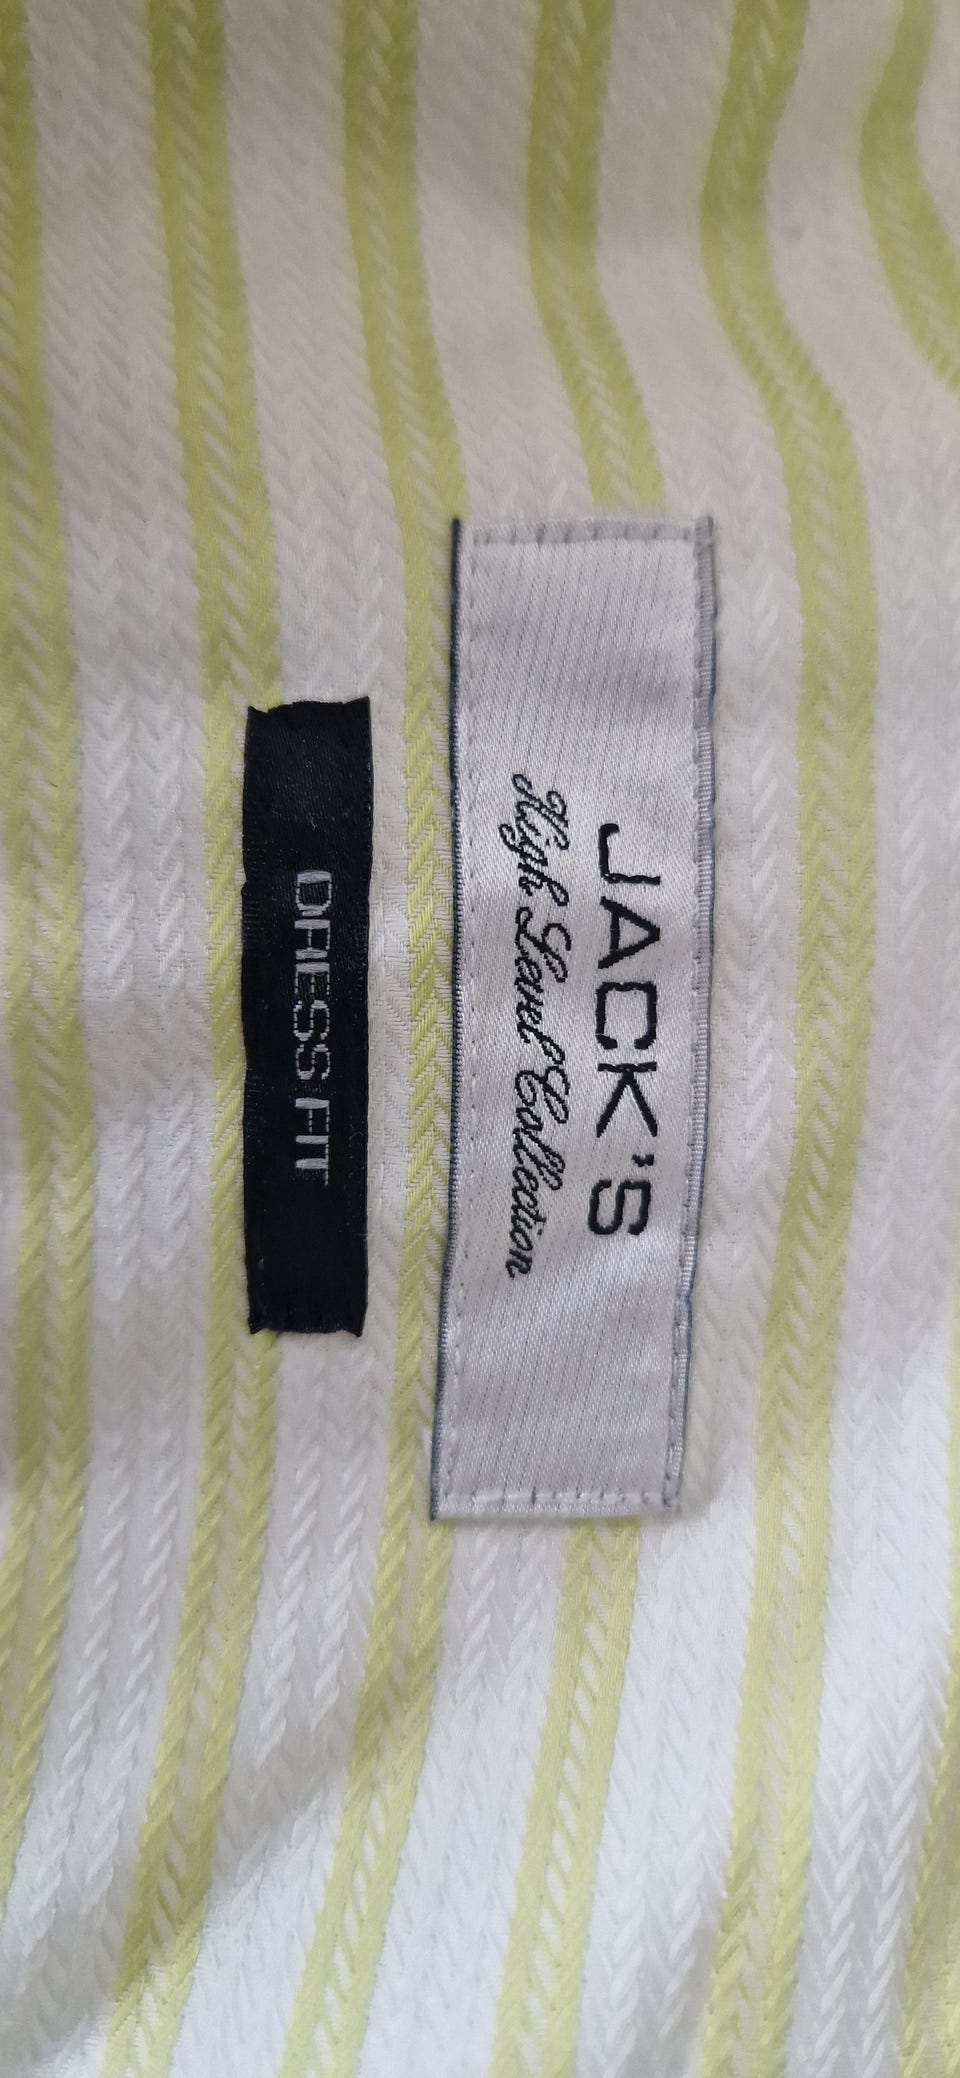 JACK'S
High Level Collection
DRESS FIT